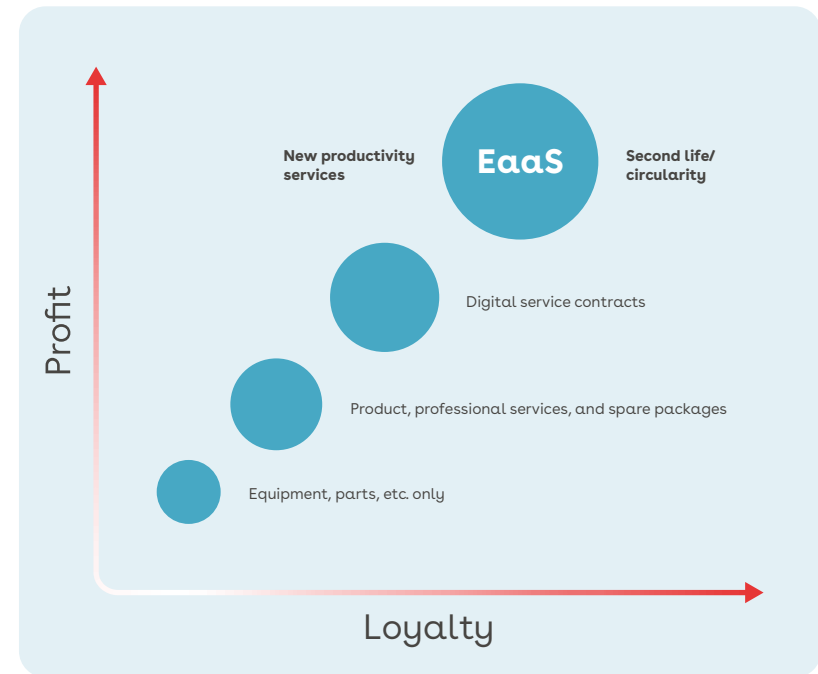 New productivity
services
EaaS
Second life/
circularity
Digital service contracts
Product, professional services, and spare packages
Equipment, parts, etc. only
Profit
Loyalty